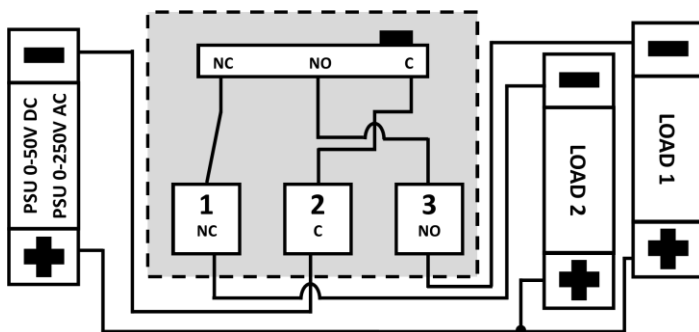 PSU 0-50V DC
PSU 0-250V AC
NC NO C
1
NC
2
C
3
NO
LOAD 2
LOAD 1